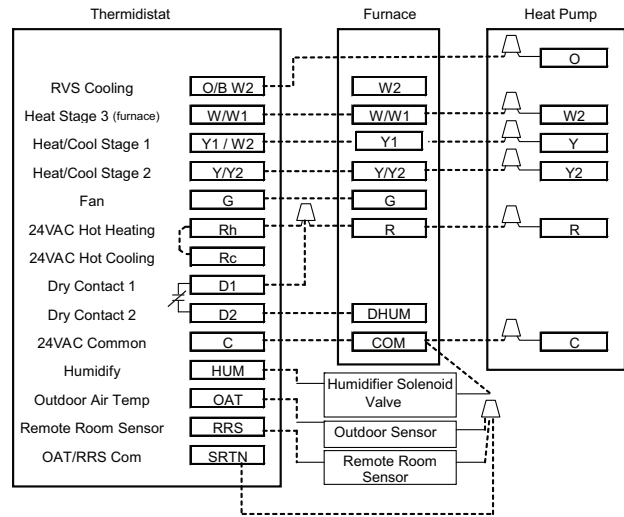 Thermidistat Furnace Heat Pump
O
RVS Cooling O/B W2 W2
Heat Stage 3 (furnace) W/W1 W/W1 W2
Heat/Cool Stage 1 Y1 / W2 Y1 Y
Heat/Cool Stage 2 Y/Y2 Y/Y2 Y2
Fan G G
24VAC Hot Heating Rh R R
24VAC Hot Cooling Rc
Dry Contact 1 D1
Dry Contact 2 D2 DHUM
24VAC Common C COM C
Humidify HUM
Humidifier Solenoid
Valve
Outdoor Air Temp OAT
Outdoor Sensor
Remote Room Sensor RRS
Remote Room
Sensor
OAT/RRS Com SRTN